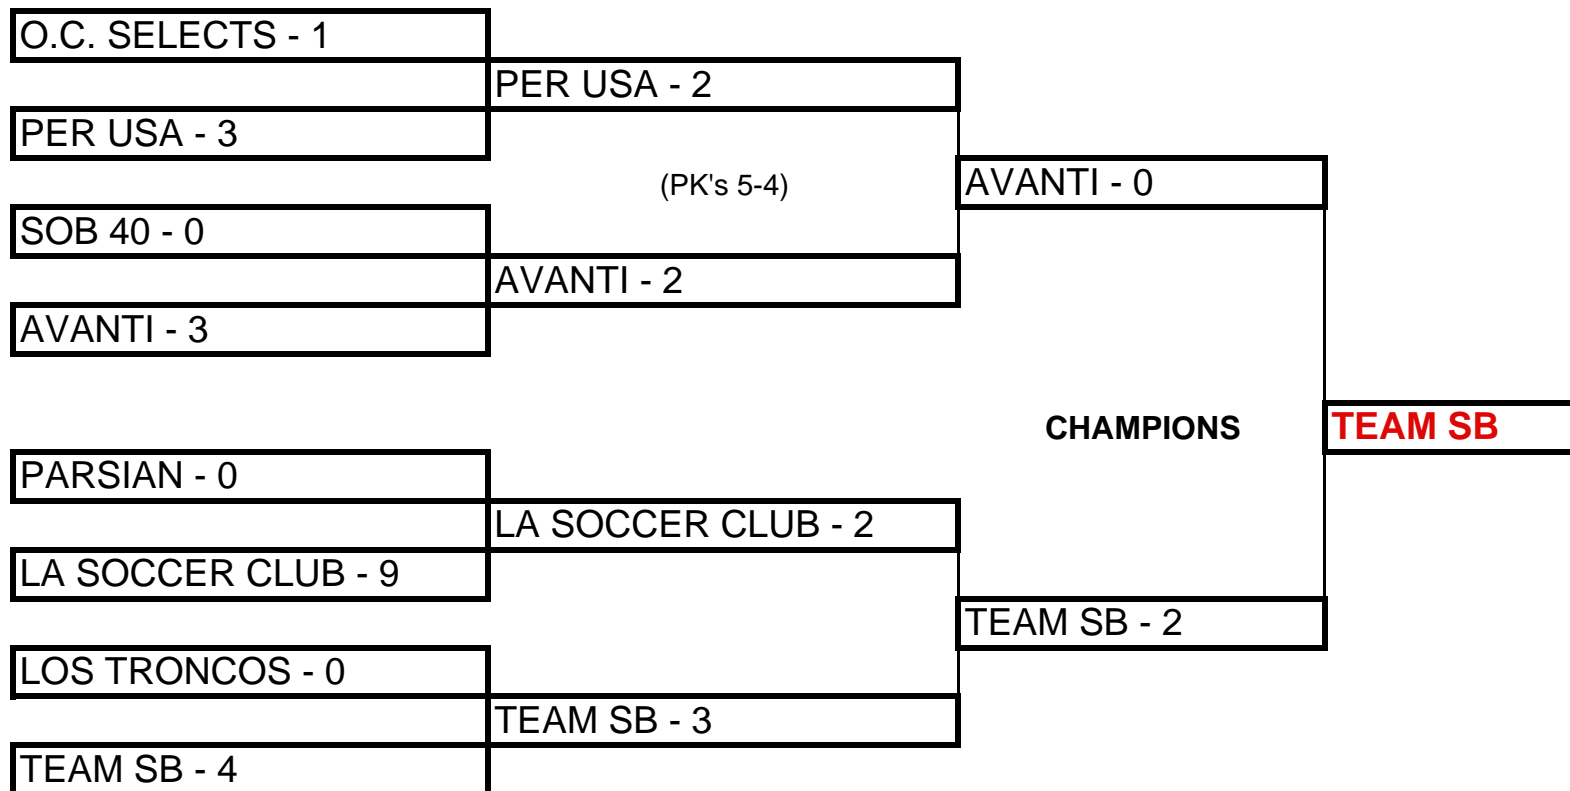 O.C. SELECTS - 1
PER USA - 2
PER USA - 3
(PK's 5-4)
AVANTI - 0
SOB 40 - 0
AVANTI - 2
AVANTI - 3
CHAMPIONS
TEAM SB
PARSIAN - 0
LA SOCCER CLUB - 2
LA SOCCER CLUB - 9
TEAM SB - 2
LOS TRONCOS - 0
TEAM SB - 3
TEAM SB - 4